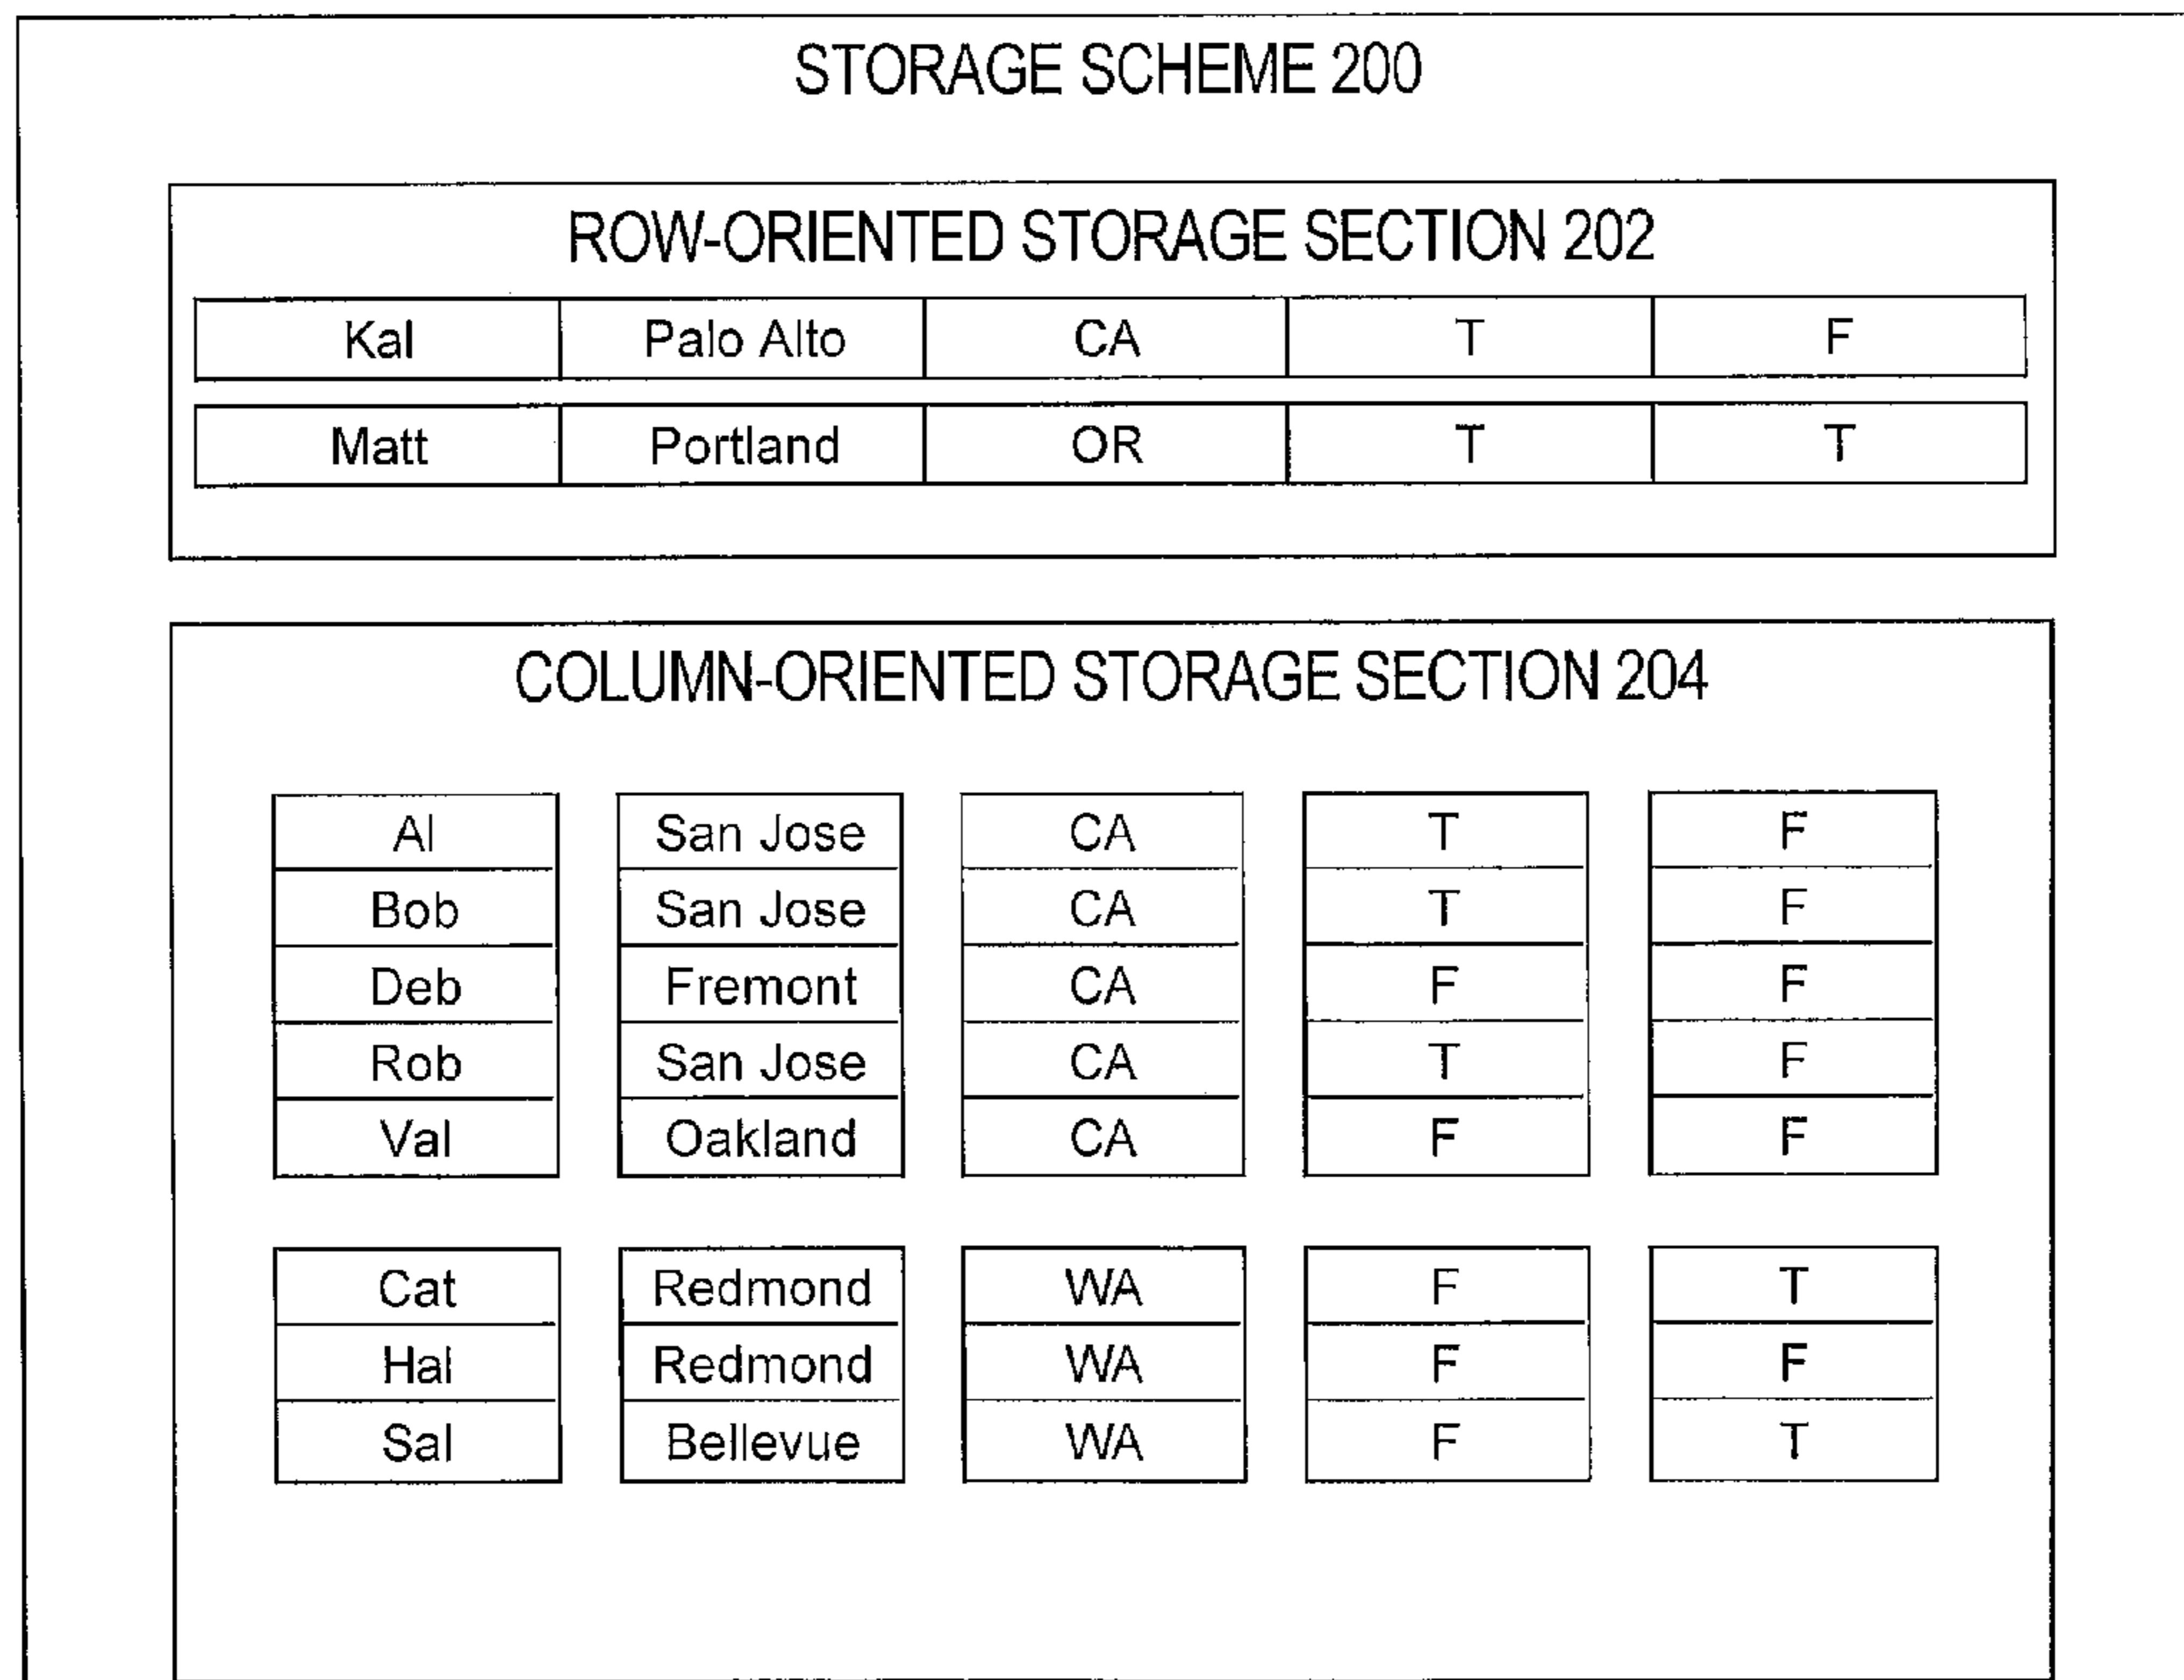 STORAGE SCHEME 200
ROW-ORIENTED STORAGE SECTION 202
Kal Palo Alto CA T F
Matt Portland OR T T
COLUMN-ORIENTED STORAGE SECTION 204
Al San Jose CA T F
Bob San Jose CA T F
Deb Fremont CA F F
Rob San Jose CA T F
Val Oakland CA F F
Cat Redmond WA F T
Hal Redmond WA F F
Sal Bellevue WA F T